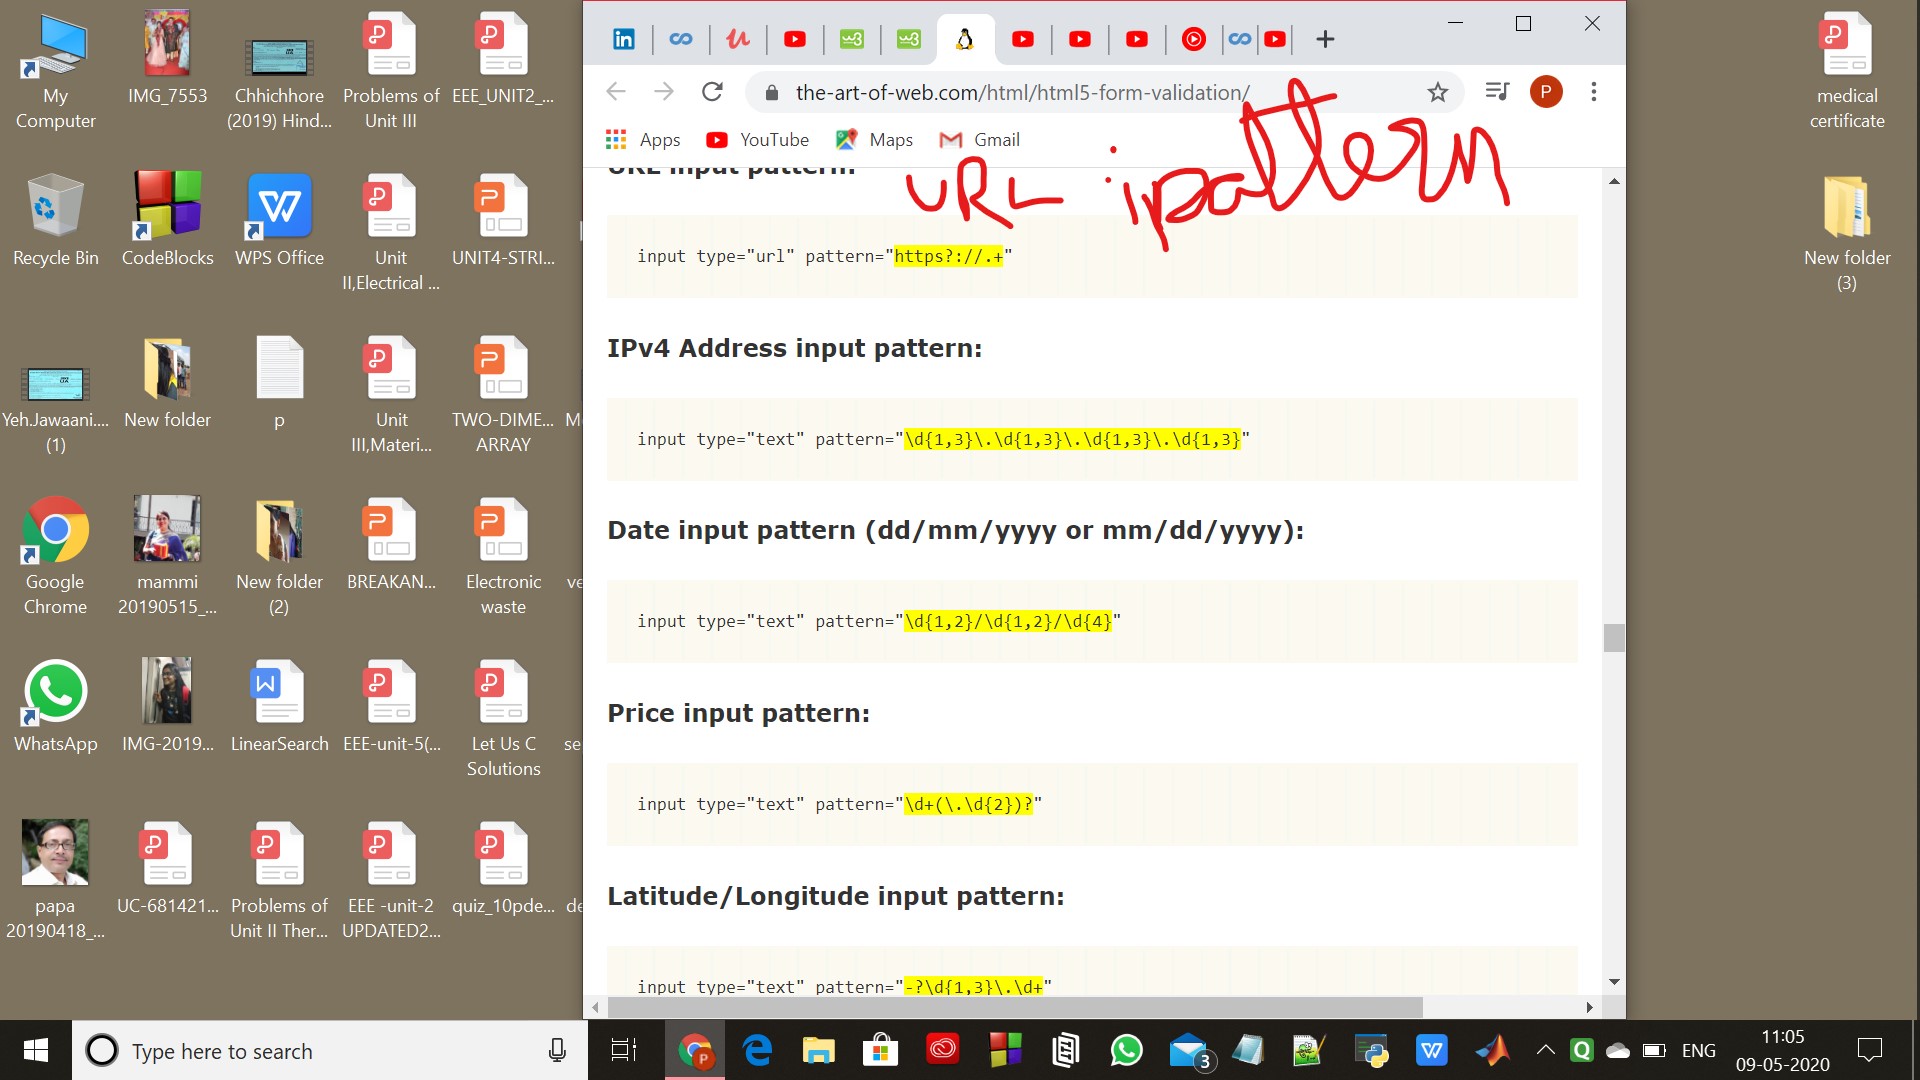 My Computer
IMG_7553
Chhichhore (2019) Hind...
Problems of Unit III
EEE_UNIT2_...
Recycle Bin
CodeBlocks
WPS Office
Unit II,Electrical ...
UNIT4-STRI...
Yeh.Jawaani.... (1)
New folder
p
Unit III,Materi...
TWO-DIME... ARRAY
Google Chrome
mammi 20190515_...
New folder (2)
BREAKAN...
Electronic waste
WhatsApp
IMG-2019...
LinearSearch
EEE-unit-5(...
Let Us C Solutions
papa 20190418_...
UC-681421...
Problems of Unit II Ther...
EEE -unit-2 UPDATED2...
quiz_10pde...
the-art-of-web.com/html/html5-form-validation/
P
Apps
YouTube
Maps
Gmail
URL input pattern:
URL : ipattern
input type="url" pattern="https?://.+"
IPv4 Address input pattern:
input type="text" pattern="\d{1,3}\.\d{1,3}\.\d{1,3}\.\d{1,3}"
Date input pattern (dd/mm/yyyy or mm/dd/yyyy):
input type="text" pattern="\d{1,2}/\d{1,2}/\d{4}"
Price input pattern:
input type="text" pattern="\d+(\.\d{2})?"
Latitude/Longitude input pattern:
input type="text" pattern="-?\d{1,3}\.\d+"
medical certificate
New folder (3)
Type here to search
3
ENG
11:05
09-05-2020